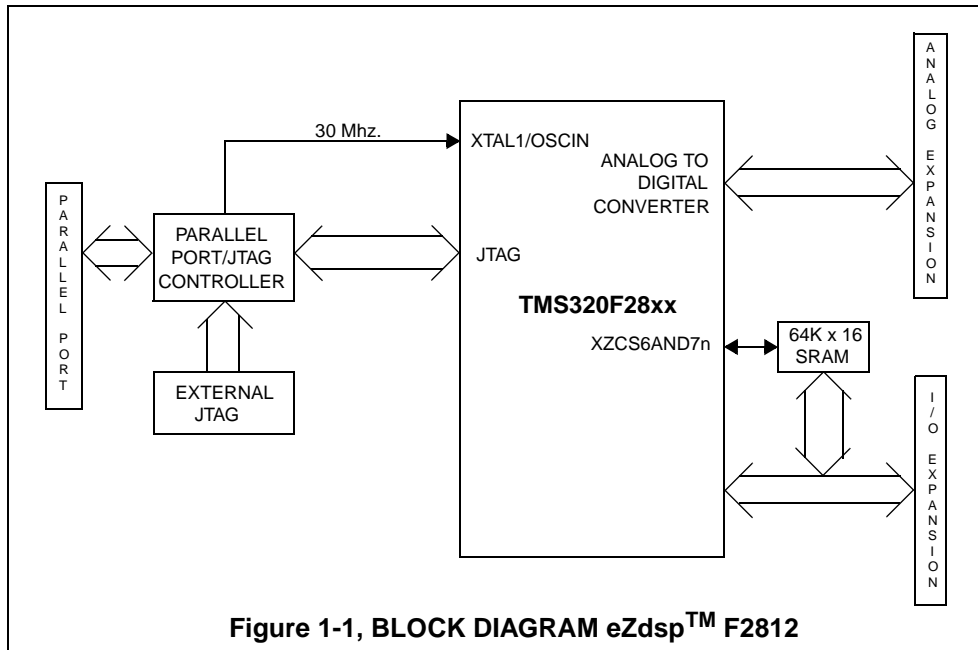 30 Mhz.
XTAL1/OSCIN
ANALOG TO
DIGITAL
CONVERTER
ANALOG EXPANSION
PARALLEL PORT
PARALLEL
PORT/JTAG
CONTROLLER
JTAG
TMS320F28xx
XZCS6AND7n
64K x 16
SRAM
EXTERNAL
JTAG
I/O EXPANSION
Figure 1-1, BLOCK DIAGRAM eZdsp™ F2812